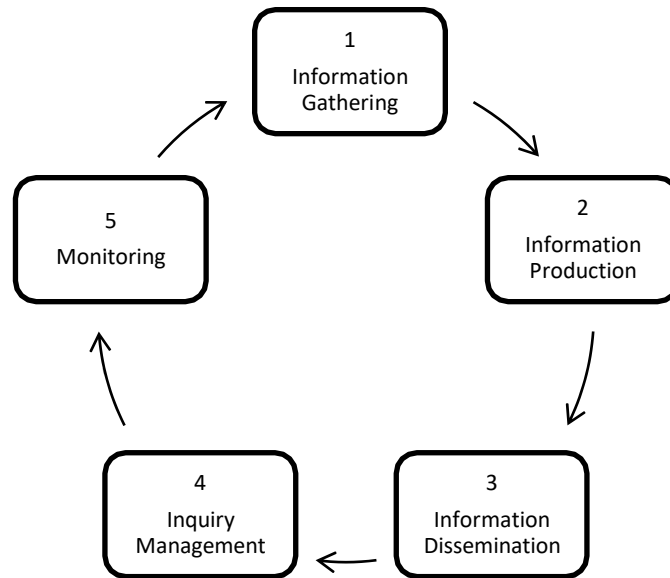 1
Information
Gathering
2
Information
Production
3
Information
Dissemination
4
Inquiry
Management
5
Monitoring